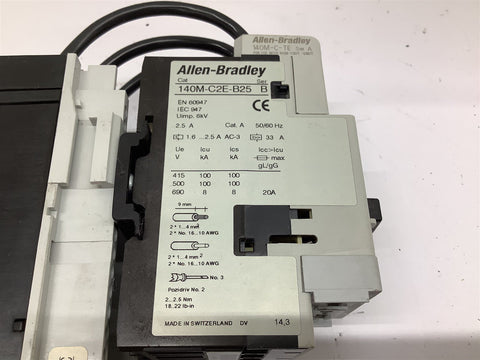 Allen-Bradley
140M-C-TE Ser A
Allen-Bradley
Cat Ser
140M-C2E-B25 B
EN 60947
IEC 947
Uimp. 6kV
CE
2.5 A Cat. A 50/60 Hz
1.6 ...2.5 A AC-3 33 A
Ue Icu Ics Icc>Icu
V kA kA max
gL/gG
415 100 100
500 100 100
690 8 8 20A
9 mm
2 * 1...4 mm²
2 * No. 16...10 AWG
2 * 1...4 mm²
2 * No. 16...10 AWG
No. 3
Pozidriv No. 2
2...2.5 Nm
18...22 lb-in
MADE IN SWITZERLAND DV 14,3